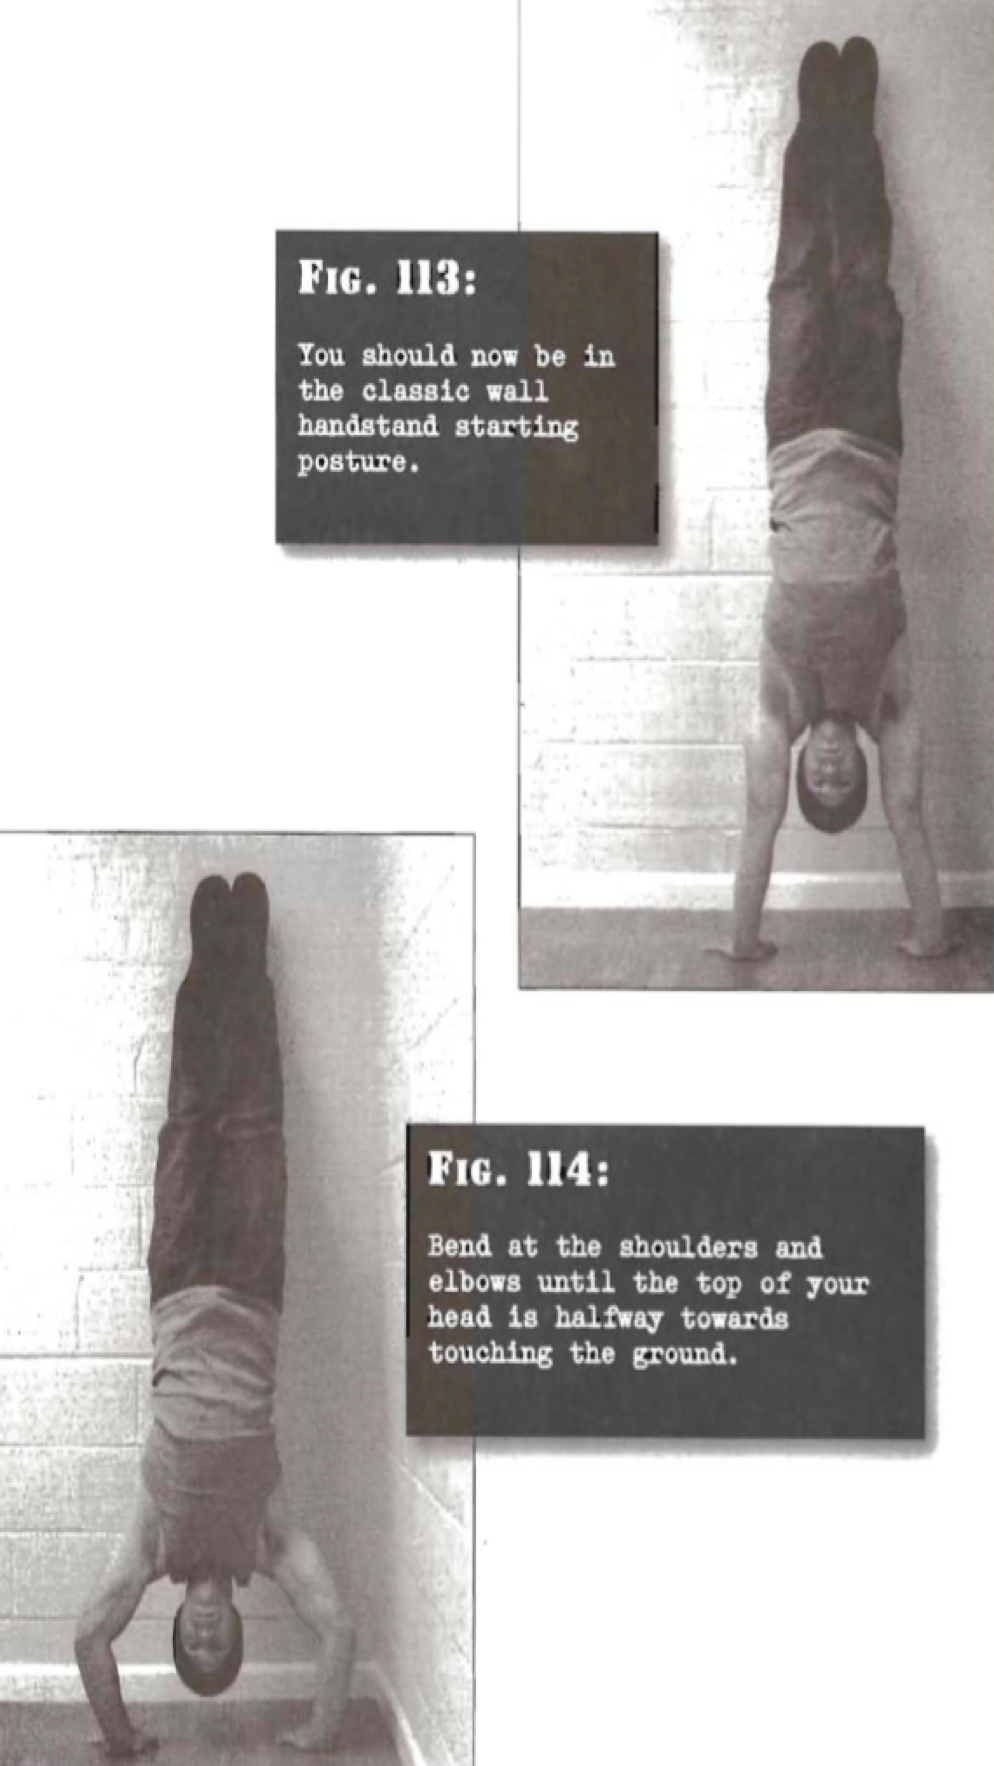 Fig. 113:
You should now be in
the classic wall
handstand starting
posture.
Fig. 114:
Bend at the shoulders and
elbows until the top of your
head is halfway towards
touching the ground.